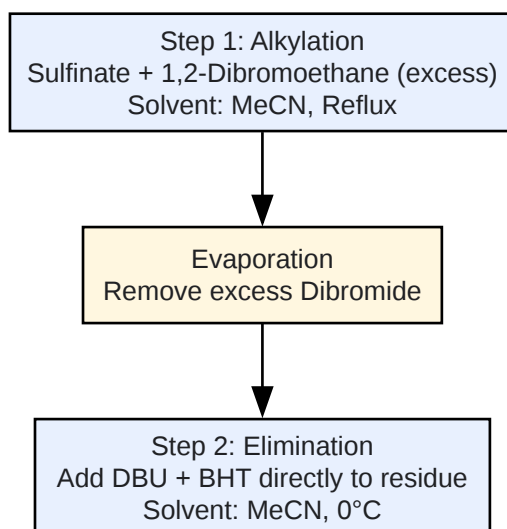 Step 1: Alkylation
Sulfinate + 1,2-Dibromoethane (excess)
Solvent: MeCN, Reflux
Evaporation
Remove excess Dibromide
Step 2: Elimination
Add DBU + BHT directly to residue
Solvent: MeCN, 0°C